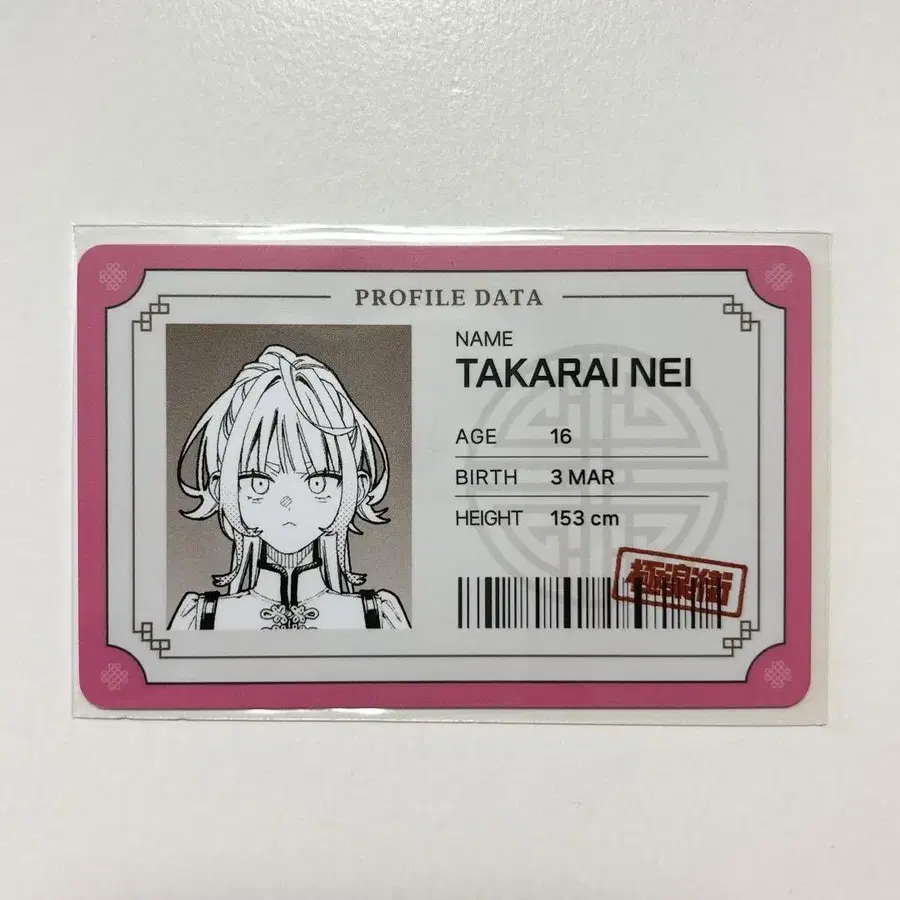 PROFILE DATA
NAME
TAKARAI NEI
AGE 16
BIRTH 3 MAR
HEIGHT 153 cm
極楽街